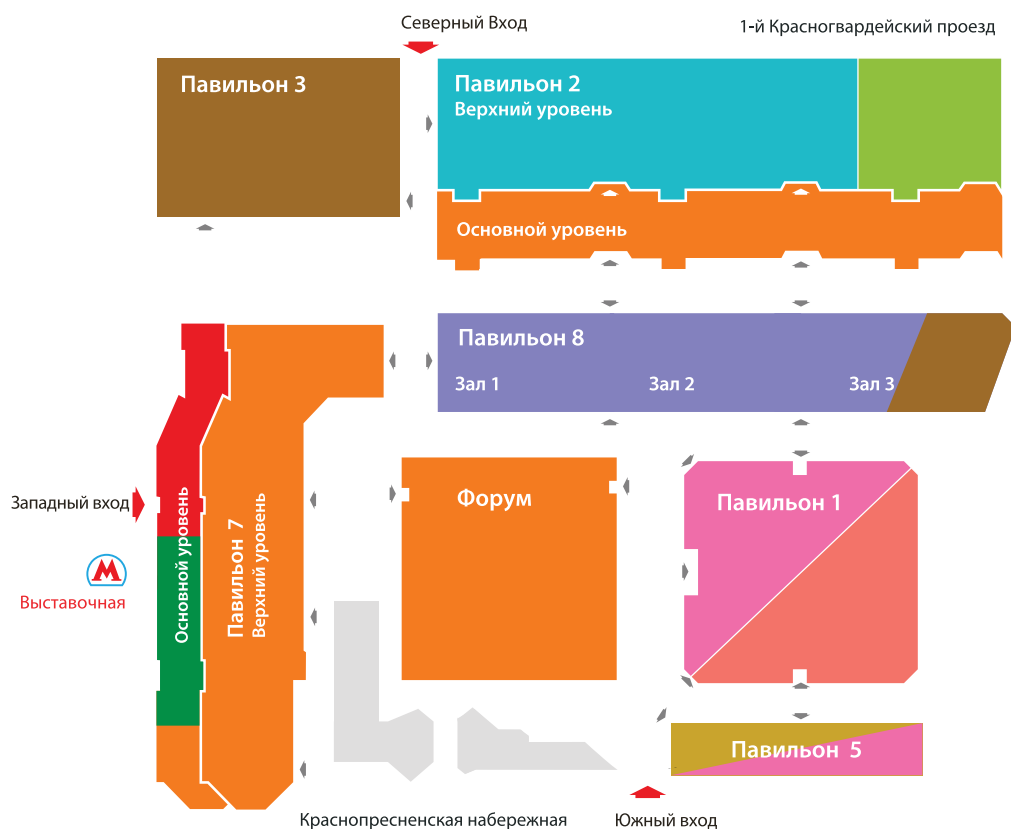 Северный Вход
1-й Красногвардейский проезд
Павильон 3
Павильон 2
Верхний уровень
Основной уровень
Павильон 8
Зал 1
Зал 2
Зал 3
Западный вход
М
Выставочная
Основной уровень
Павильон 7
Верхний уровень
Форум
Павильон 1
Павильон 5
Краснопресненская набережная
Южный вход